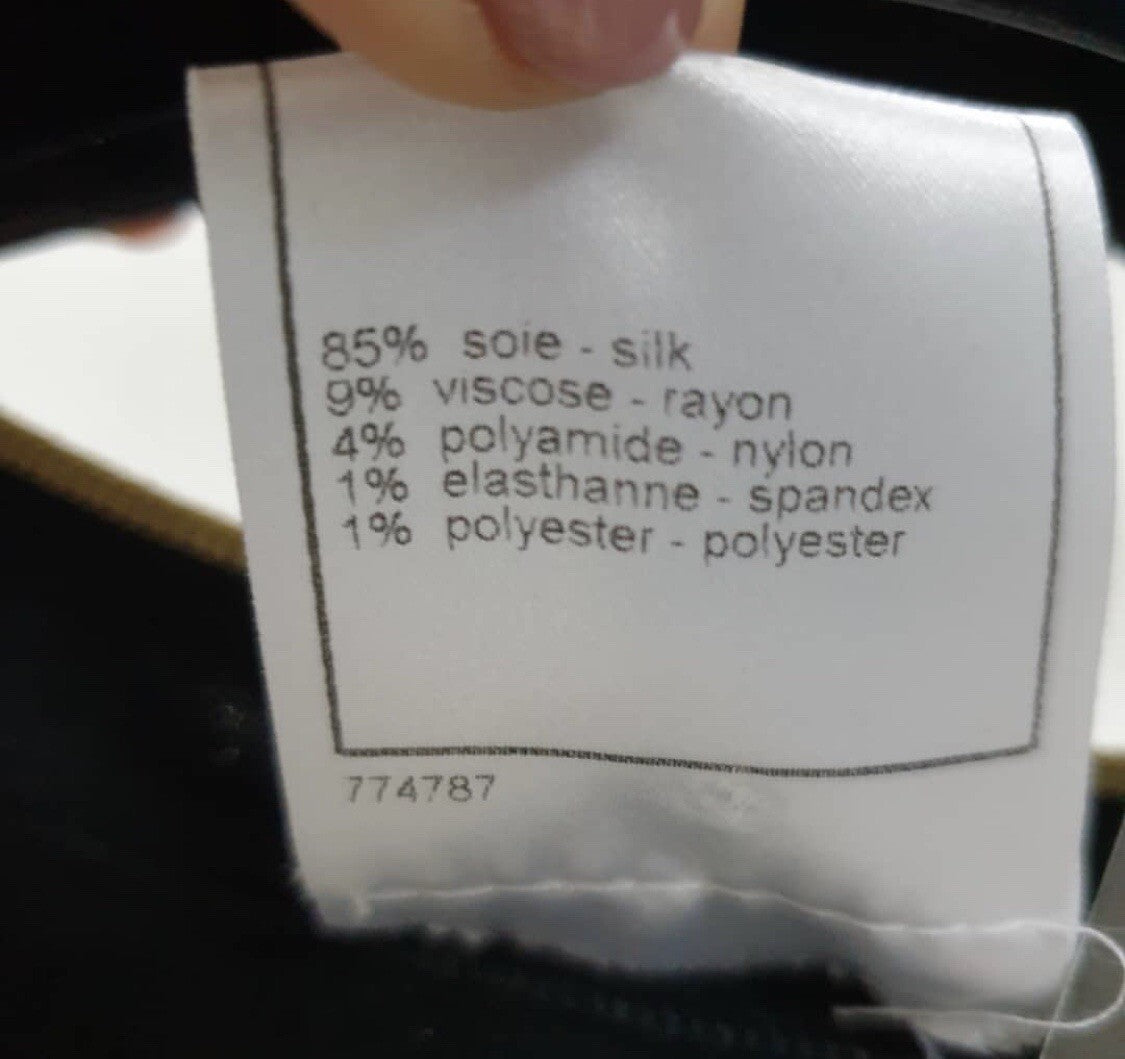 85% soie - silk
9% viscose - rayon
4% polyamide - nylon
1% elasthanne - spandex
1% polyester - polyester
774787